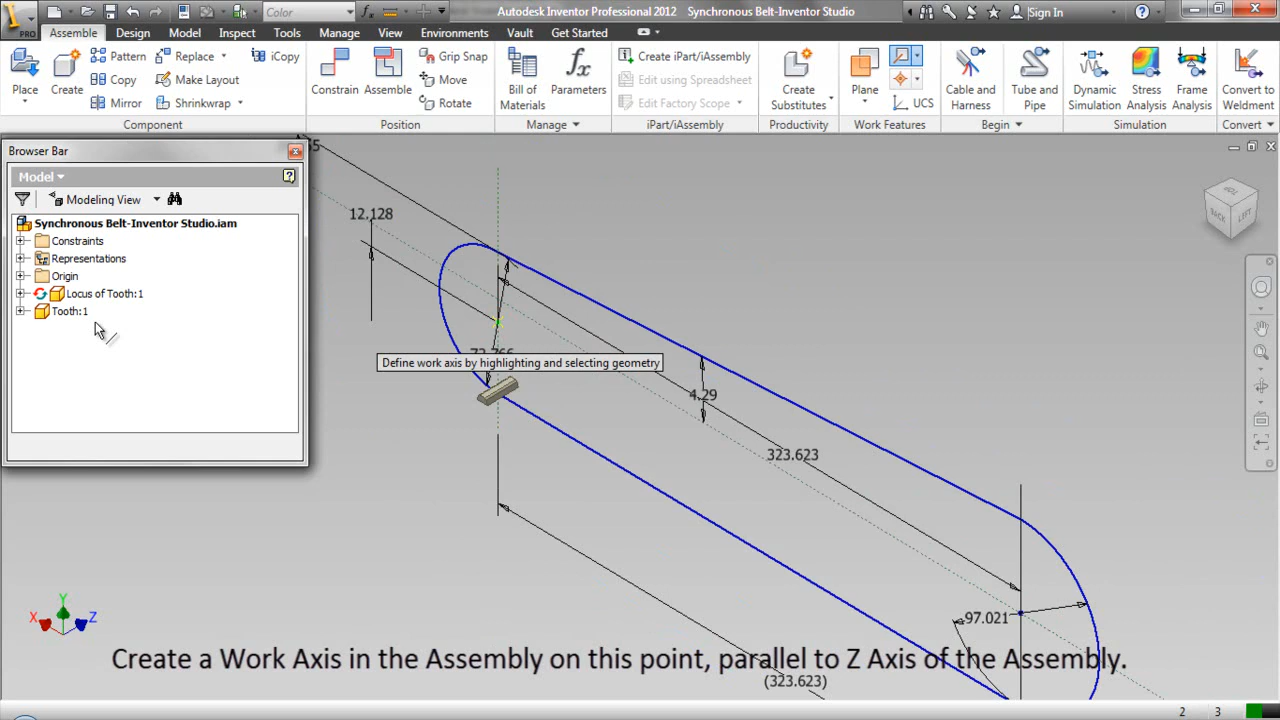 PRO
Color
Autodesk Inventor Professional 2012 Synchronous Belt-Inventor Studio
Sign In
Assemble Design Model Inspect Tools Manage View Environments Vault Get Started
Place
Create
Pattern
Copy
Mirror
Replace
Make Layout
Shrinkwrap
iCopy
Constrain
Assemble
Grip Snap
Move
Rotate
Bill of
Materials
fx
Parameters
Create iPart/iAssembly
Edit using Spreadsheet
Edit Factory Scope
Create
Substitutes
Plane
UCS
Cable and
Harness
Tube and
Pipe
Dynamic
Simulation
Stress
Analysis
Frame
Analysis
Convert to
Weldment
Component Position Manage iPart/iAssembly Productivity Work Features Begin Simulation Convert
Browser Bar
Model
Modeling View
Synchronous Belt-Inventor Studio.iam
Constraints
Representations
Origin
Locus of Tooth:1
Tooth:1
12.128
Define work axis by highlighting and selecting geometry
4.29
323.623
97.021
(323.623)
TOP
BACK
LEFT
X Y Z
Create a Work Axis in the Assembly on this point, parallel to Z Axis of the Assembly.
2 3